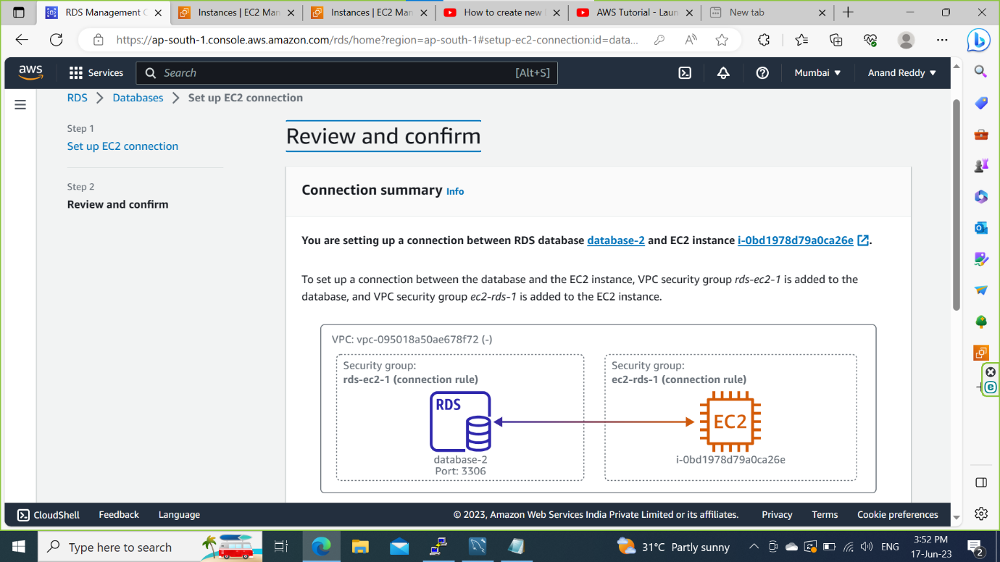 RDS Management C
Instances | EC2 Man
Instances | EC2 Man
How to create new
AWS Tutorial - Laun
New tab
https://ap-south-1.console.aws.amazon.com/rds/home?region=ap-south-1#setup-ec2-connection:id=data...
aws
Services
Search
[Alt+S]
Mumbai
Anand Reddy
RDS
Databases
Set up EC2 connection
Step 1
Set up EC2 connection
Step 2
Review and confirm
Review and confirm
Connection summary Info
You are setting up a connection between RDS database database-2 and EC2 instance i-0bd1978d79a0ca26e.
To set up a connection between the database and the EC2 instance, VPC security group rds-ec2-1 is added to the
database, and VPC security group ec2-rds-1 is added to the EC2 instance.
VPC: vpc-095018a50ae678f72 (-)
Security group:
rds-ec2-1 (connection rule)
RDS
database-2
Port: 3306
Security group:
ec2-rds-1 (connection rule)
EC2
i-0bd1978d79a0ca26e
CloudShell
Feedback
Language
© 2023, Amazon Web Services India Private Limited or its affiliates.
Privacy
Terms
Cookie preferences
Type here to search
31°C Partly sunny
ENG
3:52 PM
17-Jun-23
2